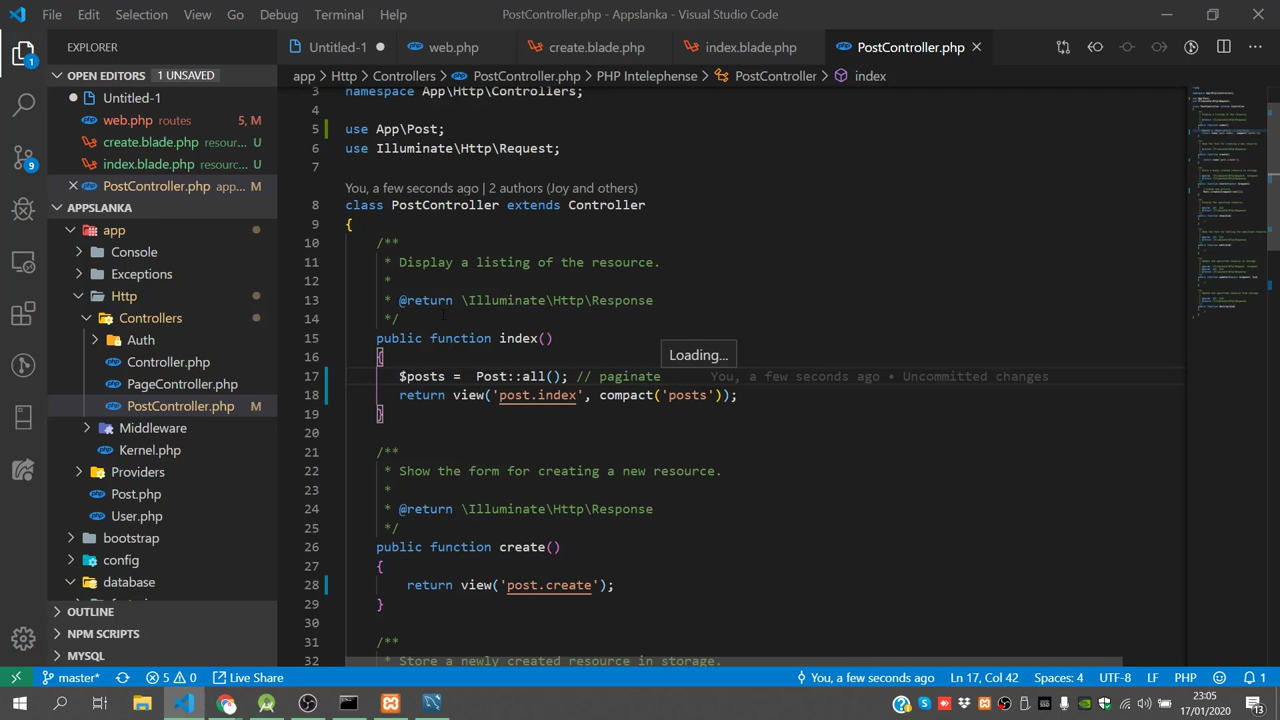 File Edit Selection View Go Debug Terminal Help
PostController.php - Appslanka - Visual Studio Code
EXPLORER
Untitled-1
web.php
create.blade.php
index.blade.php
PostController.php
OPEN EDITORS 1 UNSAVED
app > Http > Controllers > PostController.php > PHP Intelephense > PostController > index
Untitled-1
web.php routes 5, M
create.blade.php resour... U
index.blade.php resourc... U
PostController.php app... M
APPSLANKA
app
Console
Exceptions
Http
Controllers
Auth
Controller.php
PageController.php
PostController.php M
Middleware
Kernel.php
Providers
Post.php
User.php
bootstrap
config
database
OUTLINE
NPM SCRIPTS
MYSQL
3 namespace App\Http\Controllers;
5 use App\Post;
6 use Illuminate\Http\Request;
7
8 class PostController extends Controller
9 {
10 /**
11 * Display a listing of the resource.
12 *
13 * @return \Illuminate\Http\Response
14 */
15 public function index()
16 {
Loading...
17 $posts = Post::all(); // paginate You, a few seconds ago • Uncommitted changes
18 return view('post.index', compact('posts'));
19 }
20
21 /**
22 * Show the form for creating a new resource.
23 *
24 * @return \Illuminate\Http\Response
25 */
26 public function create()
27 {
28 return view('post.create');
29 }
30
31 /**
32 * Store a newly created resource in storage.
master* 5 0 Live Share You, a few seconds ago Ln 17, Col 42 Spaces: 4 UTF-8 LF PHP 1
1
9
23:05
17/01/2020
13